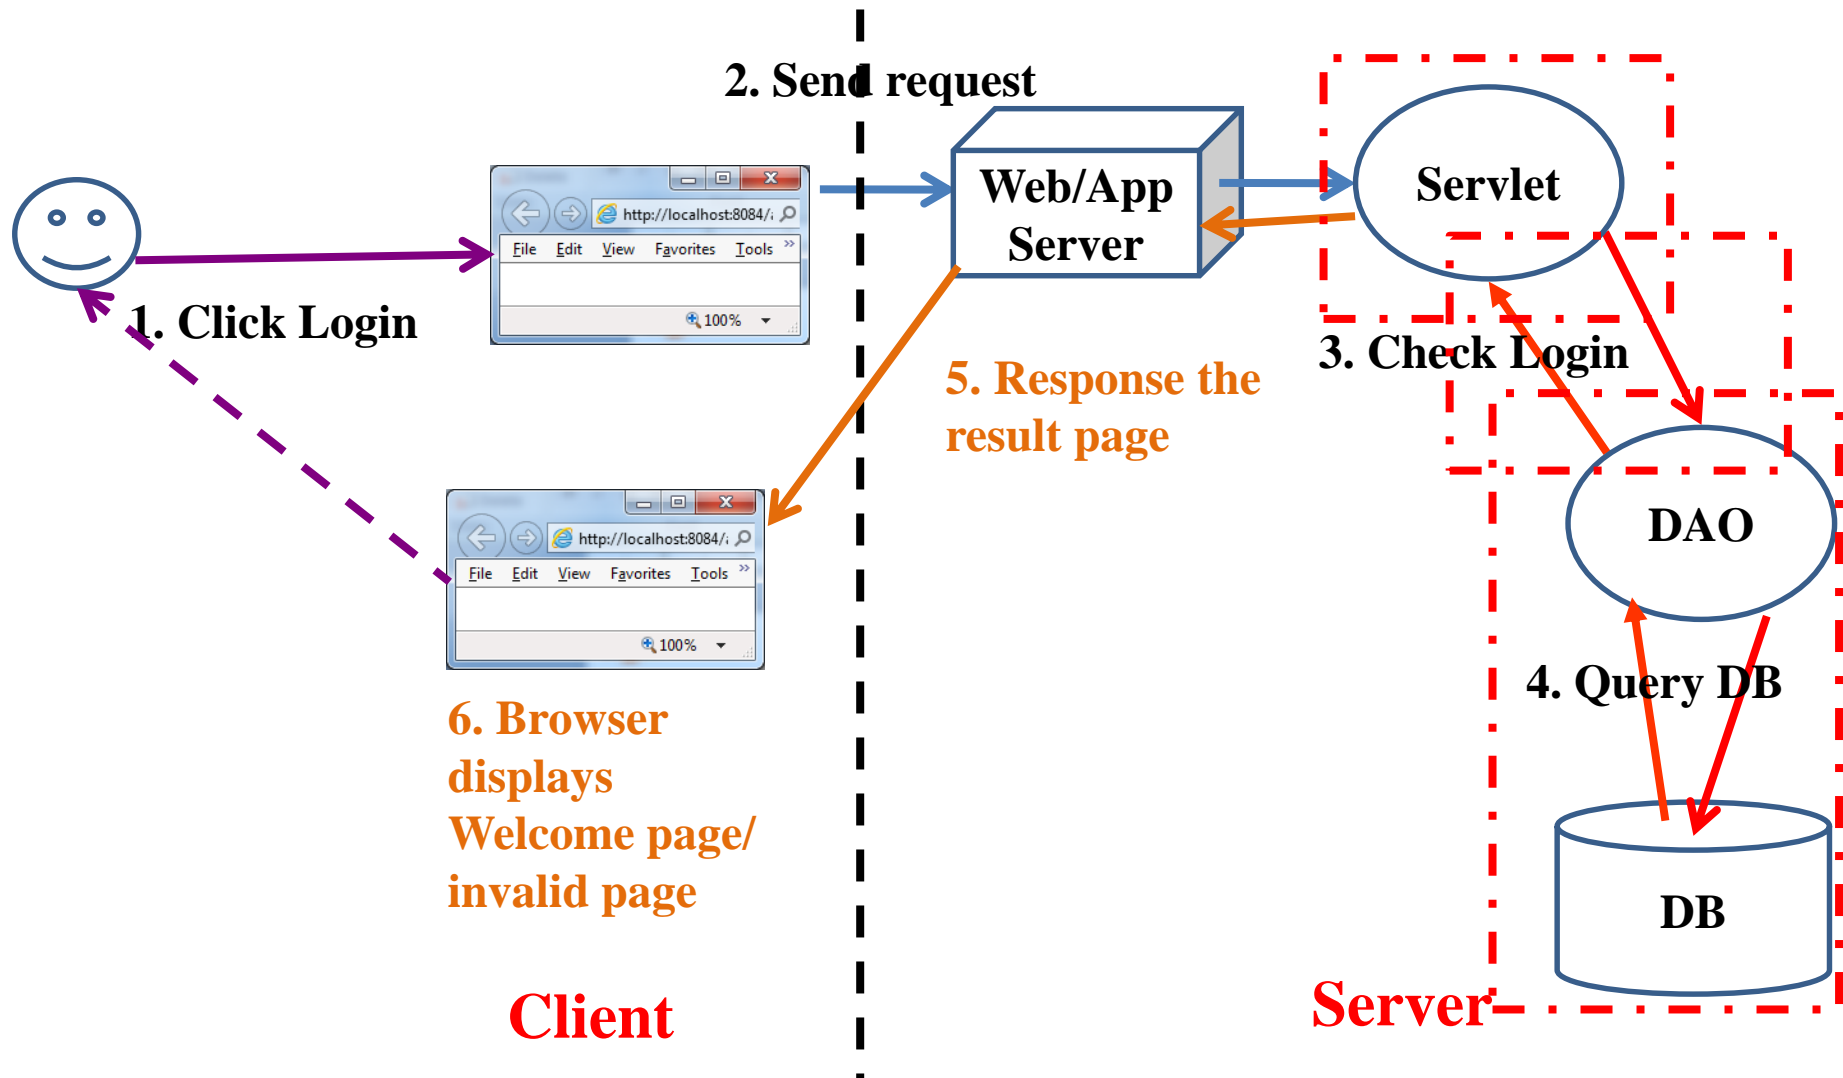 2. Send request
Web/App
Server
Servlet
http://localhost:8084/
File Edit View Favorites Tools »
100%
1. Click Login
3. Check Login
5. Response the
result page
DAO
http://localhost:8084/
File Edit View Favorites Tools »
100%
4. Query DB
6. Browser
displays
Welcome page/
invalid page
DB
Client
Server